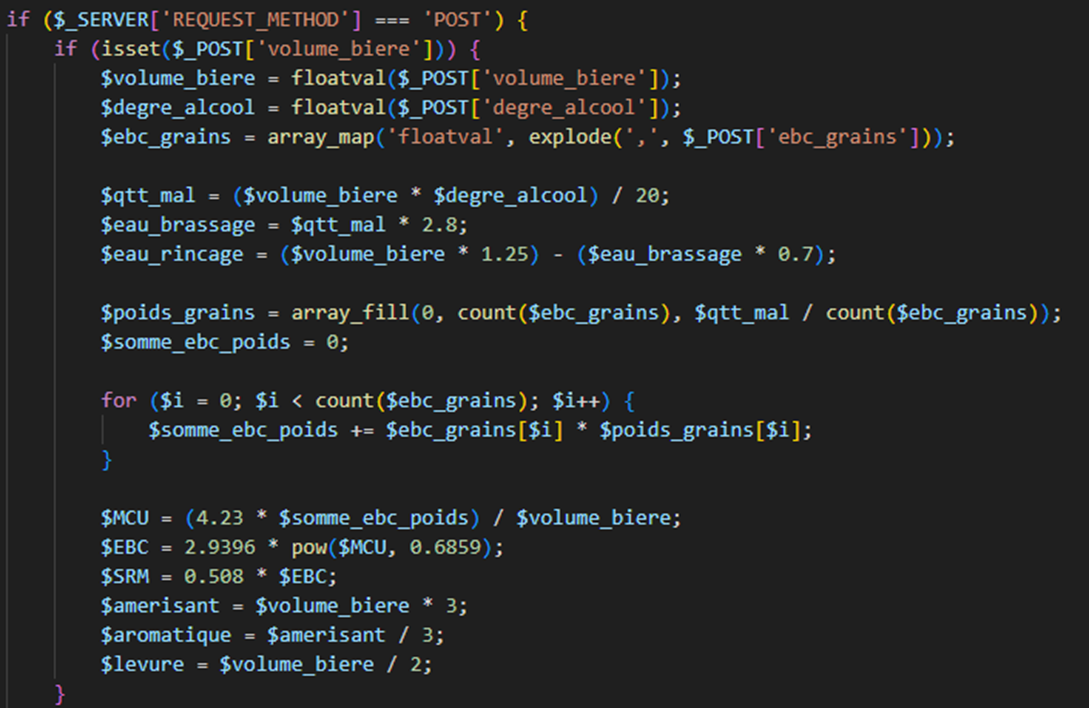 if ($_SERVER['REQUEST_METHOD'] === 'POST') {
    if (isset($_POST['volume_biere'])) {
        $volume_biere = floatval($_POST['volume_biere']);
        $degre_alcool = floatval($_POST['degre_alcool']);
        $ebc_grains = array_map('floatval', explode(',', $_POST['ebc_grains']));

        $qtt_mal = ($volume_biere * $degre_alcool) / 20;
        $eau_brassage = $qtt_mal * 2.8;
        $eau_rincage = ($volume_biere * 1.25) - ($eau_brassage * 0.7);

        $poids_grains = array_fill(0, count($ebc_grains), $qtt_mal / count($ebc_grains));
        $somme_ebc_poids = 0;

        for ($i = 0; $i < count($ebc_grains); $i++) {
            $somme_ebc_poids += $ebc_grains[$i] * $poids_grains[$i];
        }

        $MCU = (4.23 * $somme_ebc_poids) / $volume_biere;
        $EBC = 2.9396 * pow($MCU, 0.6859);
        $SRM = 0.508 * $EBC;
        $amerisant = $volume_biere * 3;
        $aromatique = $amerisant / 3;
        $levure = $volume_biere / 2;
    }